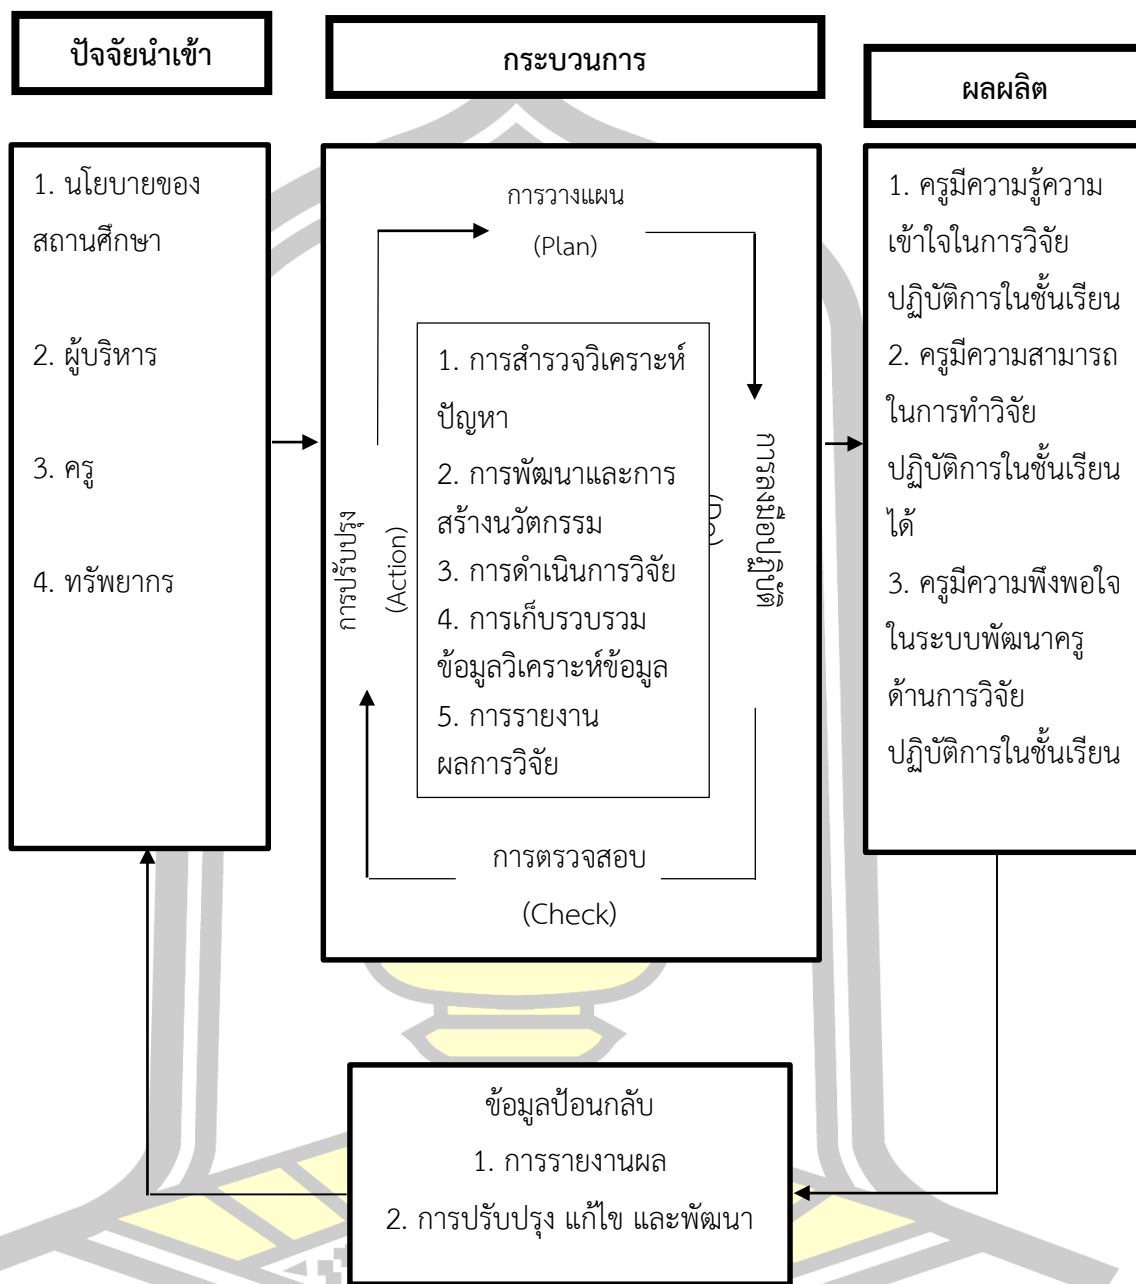 ปัจจัยนำเข้า
กระบวนการ
ผลผลิต
1. นโยบายของ
สถานศึกษา
2. ผู้บริหาร
3. ครู
4. ทรัพยากร
การวางแผน
(Plan)
การลงมือปฏิบัติ
(Do)
การตรวจสอบ
(Check)
การปรับปรุง
(Action)
1. การสำรวจวิเคราะห์
ปัญหา
2. การพัฒนาและการ
สร้างนวัตกรรม
3. การดำเนินการวิจัย
4. การเก็บรวบรวม
ข้อมูลวิเคราะห์ข้อมูล
5. การรายงาน
ผลการวิจัย
1. ครูมีความรู้ความ
เข้าใจในการวิจัย
ปฏิบัติการในชั้นเรียน
2. ครูมีความสามารถ
ในการทำวิจัย
ปฏิบัติการในชั้นเรียน
ได้
3. ครูมีความพึงพอใจ
ในระบบพัฒนาครู
ด้านการวิจัย
ปฏิบัติการในชั้นเรียน
ข้อมูลป้อนกลับ
1. การรายงานผล
2. การปรับปรุง แก้ไข และพัฒนา